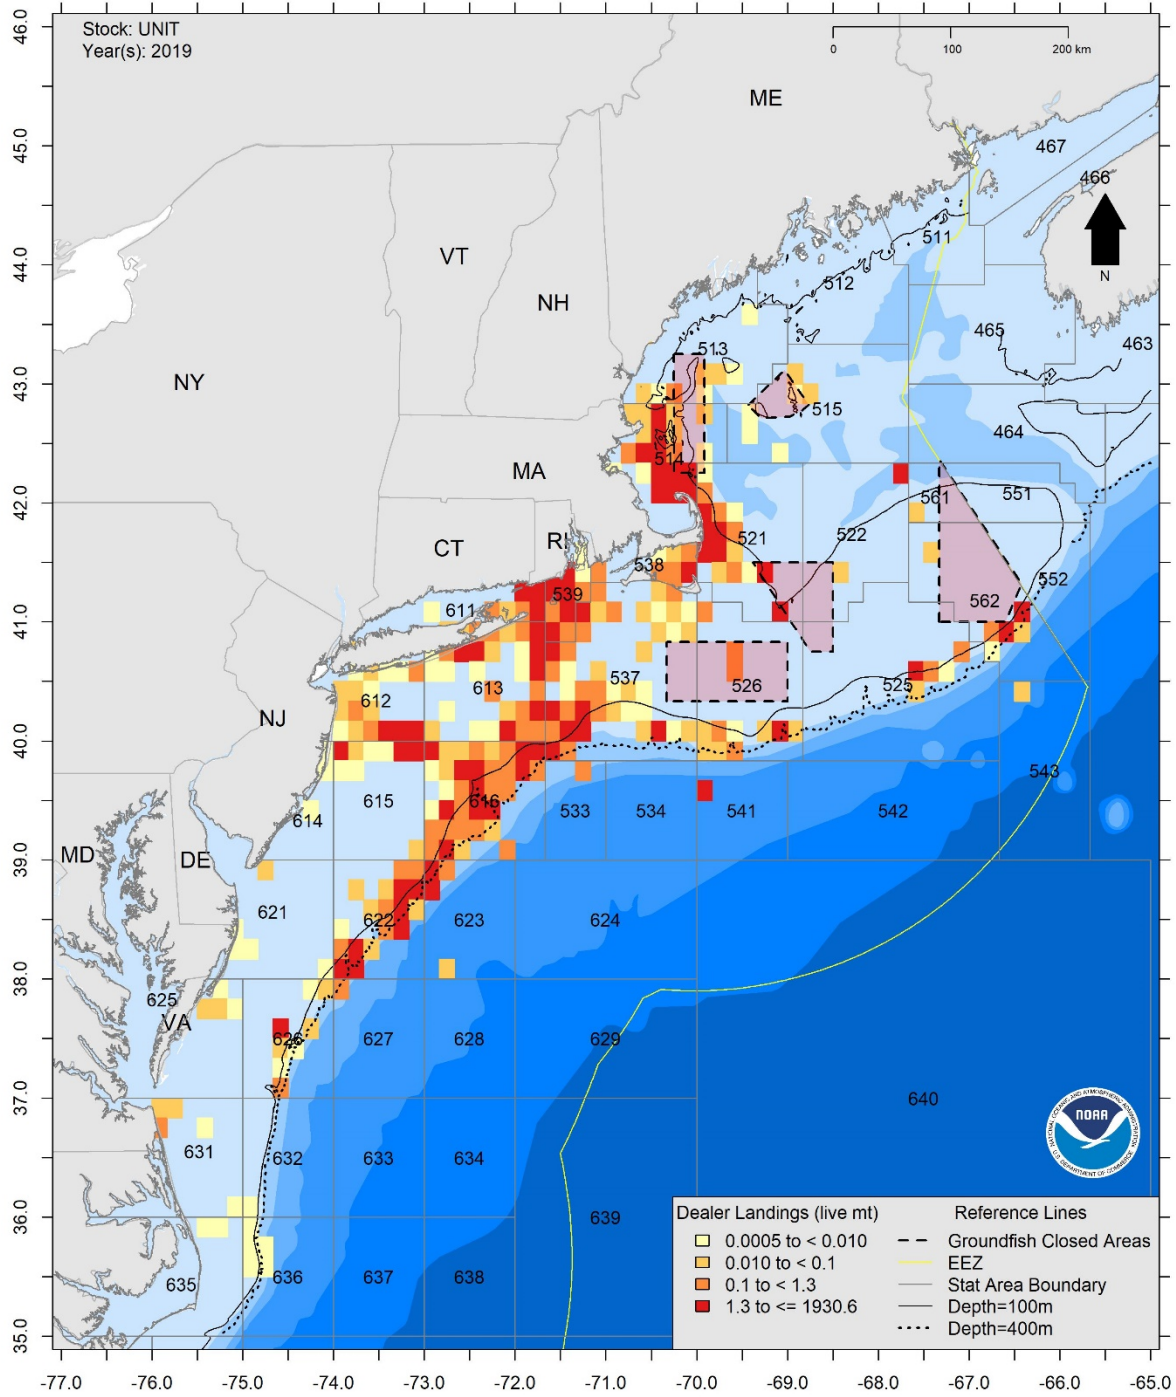 Stock: UNIT
Year(s): 2019
0 100 200 km
46.0
45.0
44.0
43.0
42.0
41.0
40.0
39.0
38.0
37.0
36.0
35.0
ME
467
466
511
N
VT
512
NH
465
463
513
NY
515
464
514
MA
561
551
521
522
RI
CT
538
552
539
562
611
537
526
525
612
613
NJ
543
615
616
533
534
541
542
614
MD
DE
621
622
623
624
625
VA
626
627
628
629
640
NOAA
NATIONAL OCEANIC AND ATMOSPHERIC ADMINISTRATION
U.S. DEPARTMENT OF COMMERCE
631
632
633
634
639
635
636
637
638
Dealer Landings (live mt)
0.0005 to < 0.010
0.010 to < 0.1
0.1 to < 1.3
1.3 to <= 1930.6
Reference Lines
Groundfish Closed Areas
EEZ
Stat Area Boundary
Depth=100m
Depth=400m
-77.0 -76.0 -75.0 -74.0 -73.0 -72.0 -71.0 -70.0 -69.0 -68.0 -67.0 -66.0 -65.0